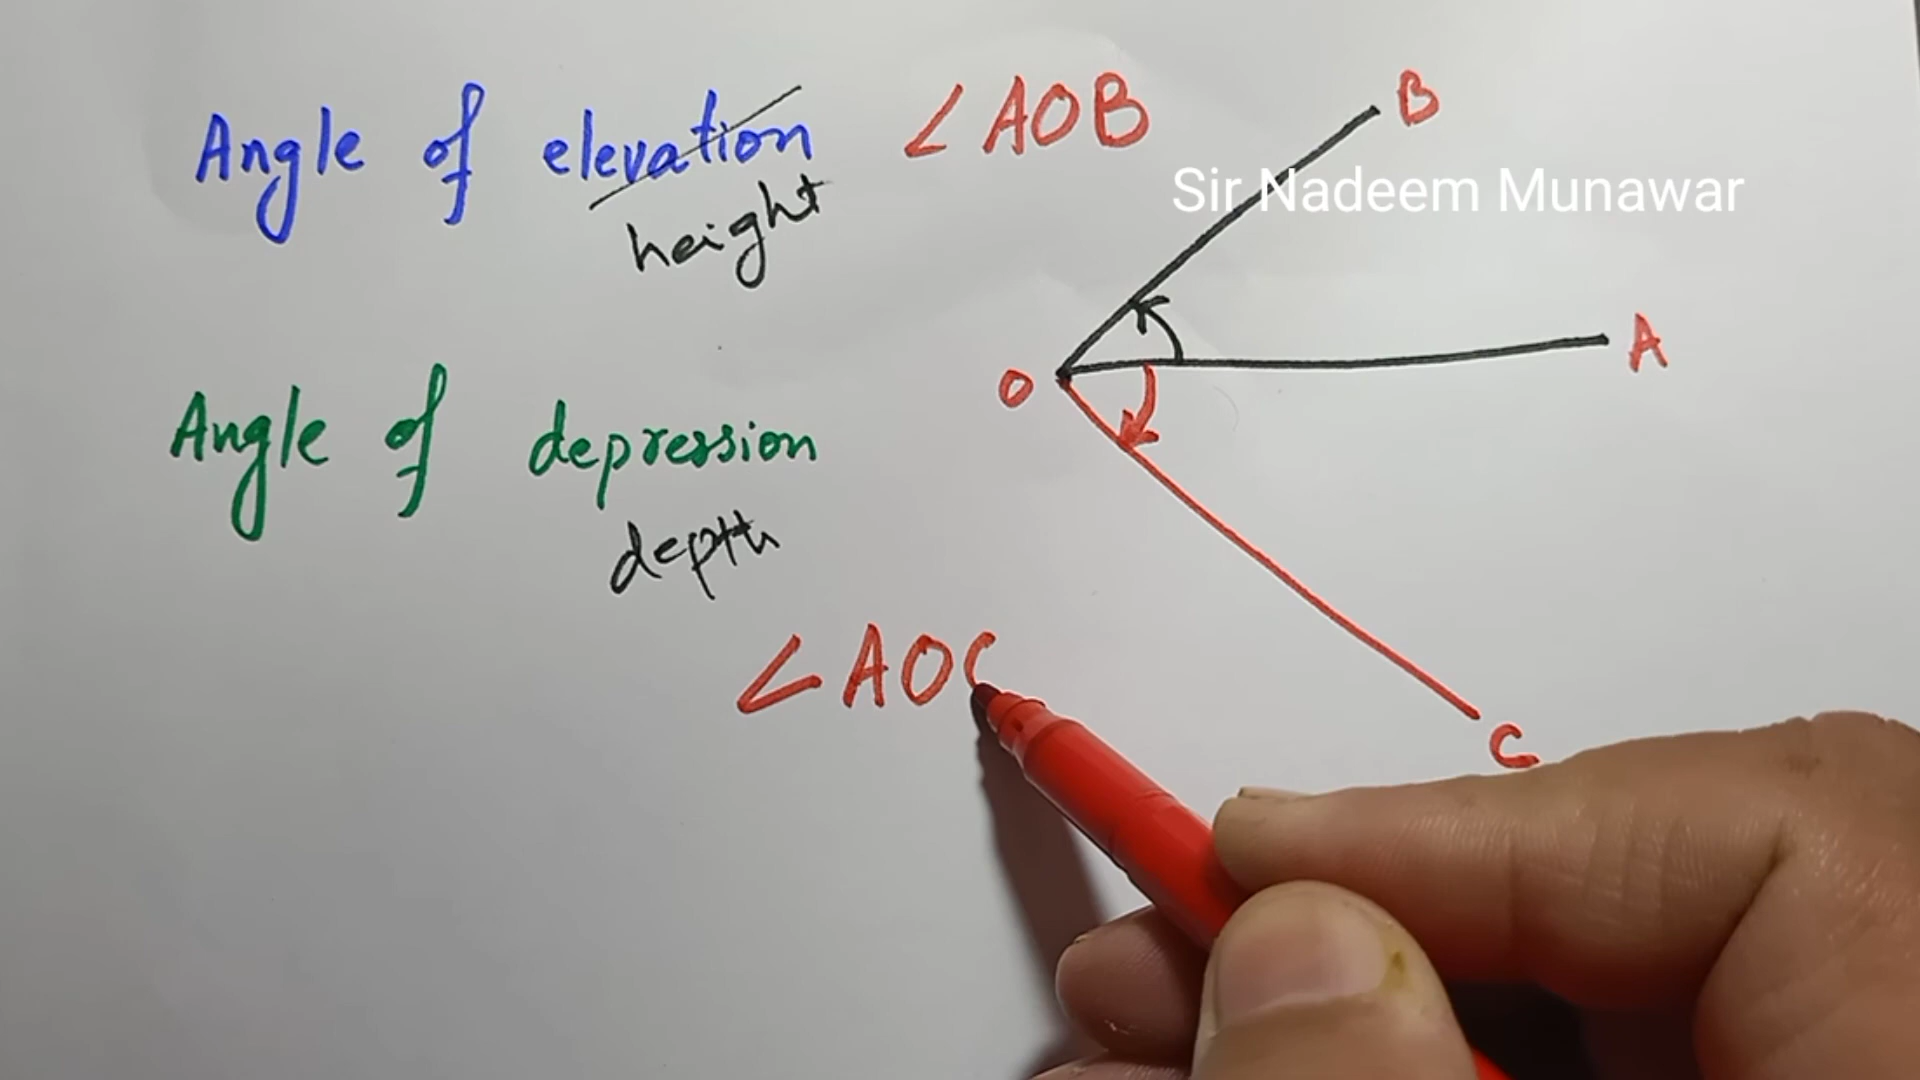 Angle of elevation ∠AOB
height
Angle of depression
depth
∠AOC
B
Sir Nadeem Munawar
A
O
C